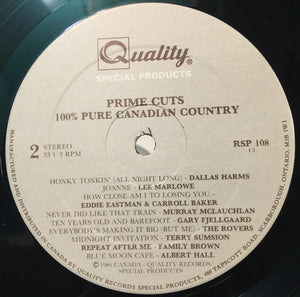 Quality®
SPECIAL PRODUCTS
PRIME CUTS
100% PURE CANADIAN COUNTRY
2 STEREO
33 1/3 RPM
RSP 108
HONKY TONKIN' (ALL NIGHT LONG) - DALLAS HARMS
JOANNE - LEE MARLOWE
HOW CLOSE AM I TO LOSING YOU -
EDDIE EASTMAN & CARROLL BAKER
NEVER DID LIKE THAT TRAIN - MURRAY MCLAUCHLAN
TEN YEARS OLD AND BAREFOOT - GARY FJELLGAARD
EVERYBODY'S MAKING IT BIG (BUT ME) - THE ROVERS
MIDNIGHT INVITATION - TERRY SUMSION
REPEAT AFTER ME - FAMILY BROWN
BLUE MOON CAFE - ALBERT HALL
©1986 CANADA - QUALITY RECORDS
SPECIAL PRODUCTS
MANUFACTURED AND DISTRIBUTED IN CANADA BY QUALITY RECORDS SPECIAL PRODUCTS, 480 TAPSCOTT ROAD, SCARBOROUGH, ONTARIO. M1B 1W3